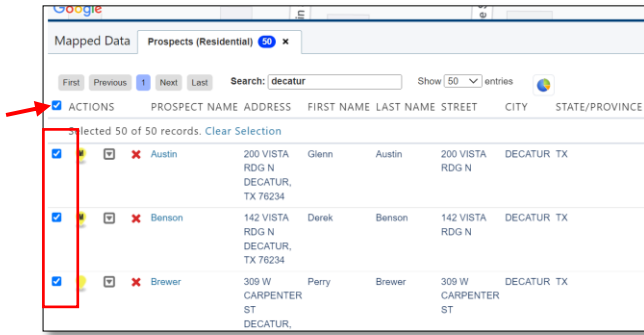 Google
in
Mapped Data Prospects (Residential) 50 ×
First Previous 1 Next Last Search: decatur Show 50 entries
ACTIONS PROSPECT NAME ADDRESS FIRST NAME LAST NAME STREET CITY STATE/PROVINCE
Selected 50 of 50 records. Clear Selection
Austin 200 VISTA Glenn Austin 200 VISTA DECATUR TX
RDG N RDG N
DECATUR,
TX 76234
Benson 142 VISTA Derek Benson 142 VISTA DECATUR TX
RDG N RDG N
DECATUR,
TX 76234
Brewer 309 W Perry Brewer 309 W DECATUR TX
CARPENTER CARPENTER
ST ST
DECATUR,